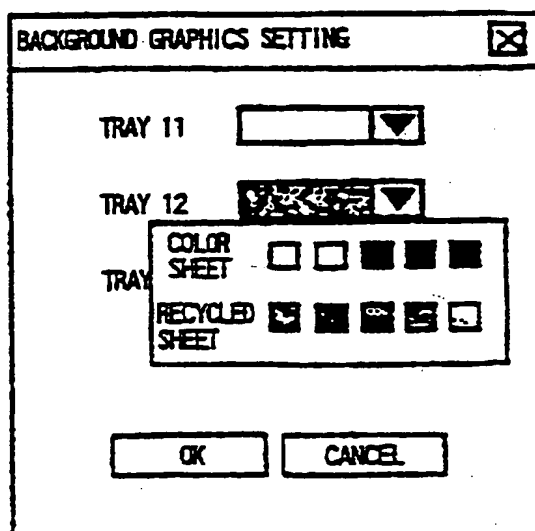 BACKGROUND GRAPHICS SETTING
TRAY 11
TRAY 12
TRAY
COLOR
SHEET
RECYCLED
SHEET
OK
CANCEL